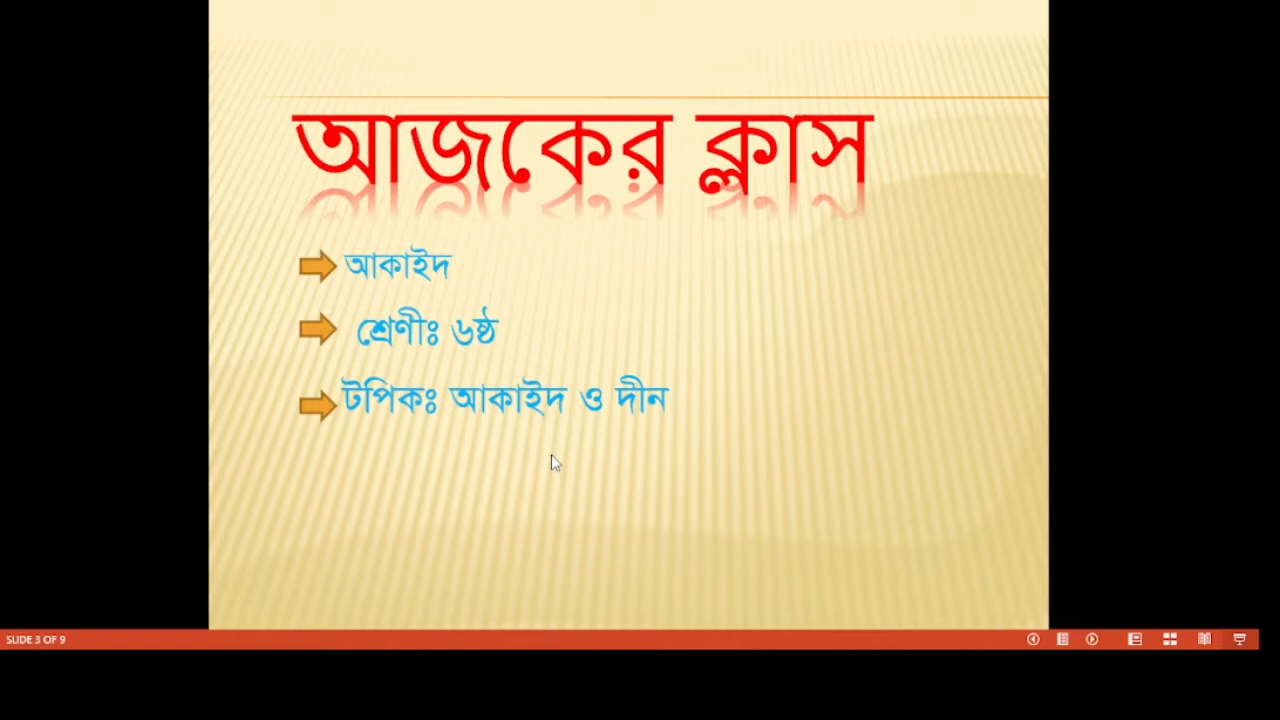 আজকের ক্লাস
আকাইদ
শ্রেণীঃ ৬ষ্ঠ
টপিকঃ আকাইদ ও দীন
SLIDE 3 OF 9